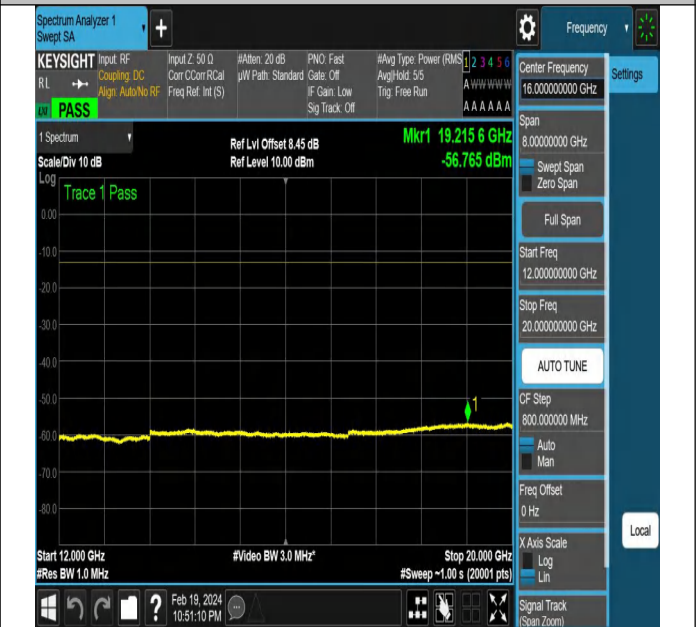 Spectrum Analyzer 1
Swept SA
+
Frequency
KEYSIGHT
RL
PASS
Input: RF
Coupling: DC
Align: Auto/No RF
Input Z: 50 Ω
Corr CCorr RCal
Freq Ref: Int (S)
#Atten: 20 dB
µW Path: Standard
PNO: Fast
Gate: Off
IF Gain: Low
Sig Track: Off
#Avg Type: Power (RMS
Avg|Hold: 5/5
Trig: Free Run
1 2 3 4 5 6
A W W W W W
A A A A A A
1 Spectrum
Scale/Div 10 dB
Ref Lvl Offset 8.45 dB
Ref Level 10.00 dBm
Mkr1 19.215 6 GHz
-56.765 dBm
Log
Trace 1 Pass
0.00
-10.0
-20.0
-30.0
-40.0
-50.0
-60.0
-70.0
-80.0
1
Start 12.000 GHz
#Res BW 1.0 MHz
#Video BW 3.0 MHz*
Stop 20.000 GHz
#Sweep ~1.00 s (20001 pts)
Feb 19, 2024
10:51:10 PM
?
Center Frequency
16.000000000 GHz
Settings
Span
8.00000000 GHz
Swept Span
Zero Span
Full Span
Start Freq
12.000000000 GHz
Stop Freq
20.000000000 GHz
AUTO TUNE
CF Step
800.000000 MHz
Auto
Man
Freq Offset
0 Hz
X Axis Scale
Log
Lin
Local
Signal Track
(Span Zoom)